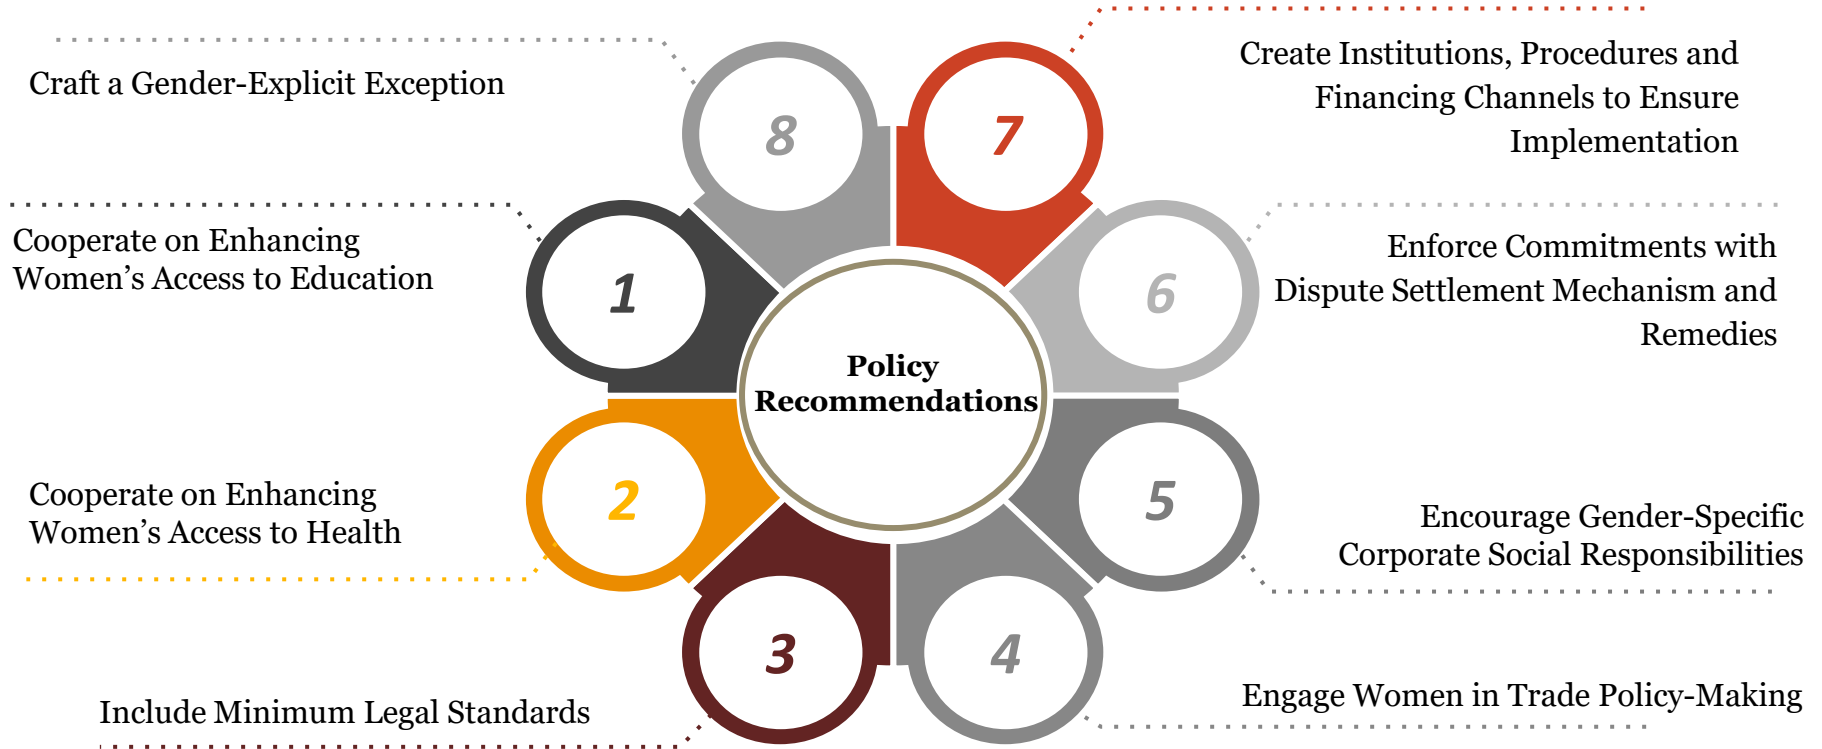 Craft a Gender-Explicit Exception
8
7
Create Institutions, Procedures and
Financing Channels to Ensure
Implementation
Cooperate on Enhancing
Women’s Access to Education
1
6
Enforce Commitments with
Dispute Settlement Mechanism and
Remedies
Policy
Recommendations
Cooperate on Enhancing
Women’s Access to Health
2
5
Encourage Gender-Specific
Corporate Social Responsibilities
Include Minimum Legal Standards
3
4
Engage Women in Trade Policy-Making